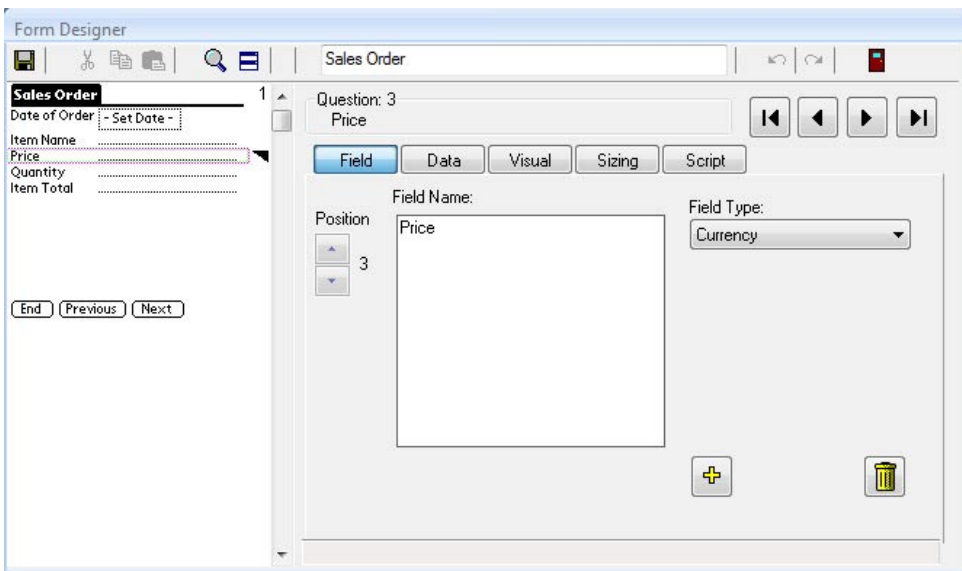 Form Designer
Sales Order
Sales Order 1
Date of Order - Set Date -
Item Name
Price
Quantity
Item Total
End Previous Next
Question: 3
Price
Field Data Visual Sizing Script
Field Name:
Position
Price
3
Field Type:
Currency